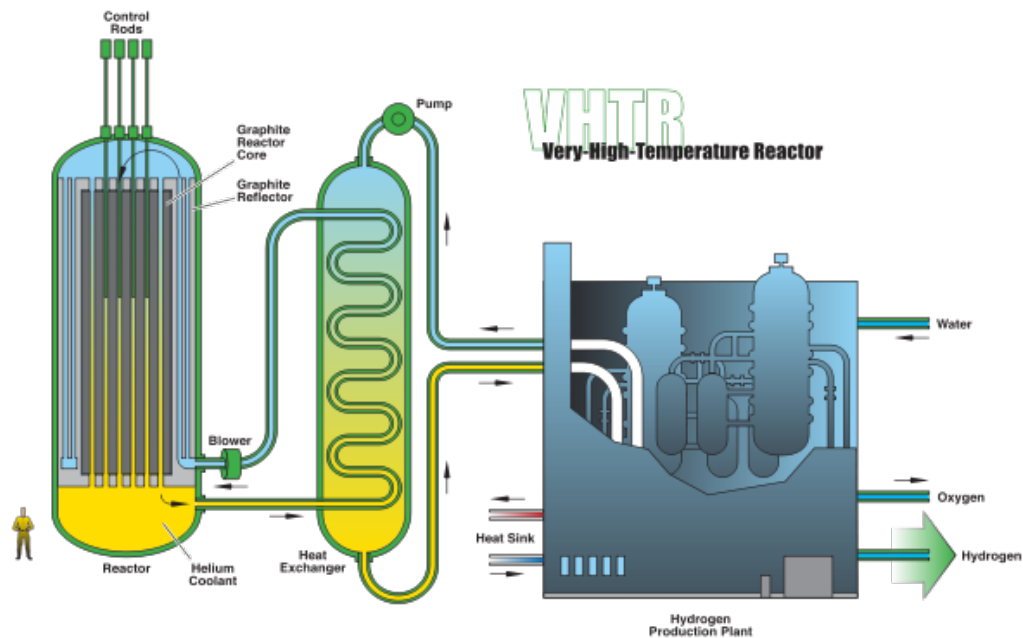 Control
Rods
Pump
VHTR
Very-High-Temperature Reactor
Graphite
Reactor
Core
Graphite
Reflector
Blower
Water
Oxygen
Heat Sink
Hydrogen
Reactor
Helium
Coolant
Heat
Exchanger
Hydrogen
Production Plant